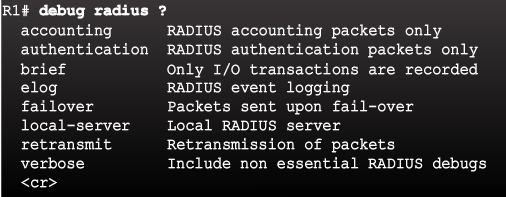 R1# debug radius ?
accounting RADIUS accounting packets only
authentication RADIUS authentication packets only
brief Only I/O transactions are recorded
elog RADIUS event logging
failover Packets sent upon fail-over
local-server Local RADIUS server
retransmit Retransmission of packets
verbose Include non essential RADIUS debugs
<cr>